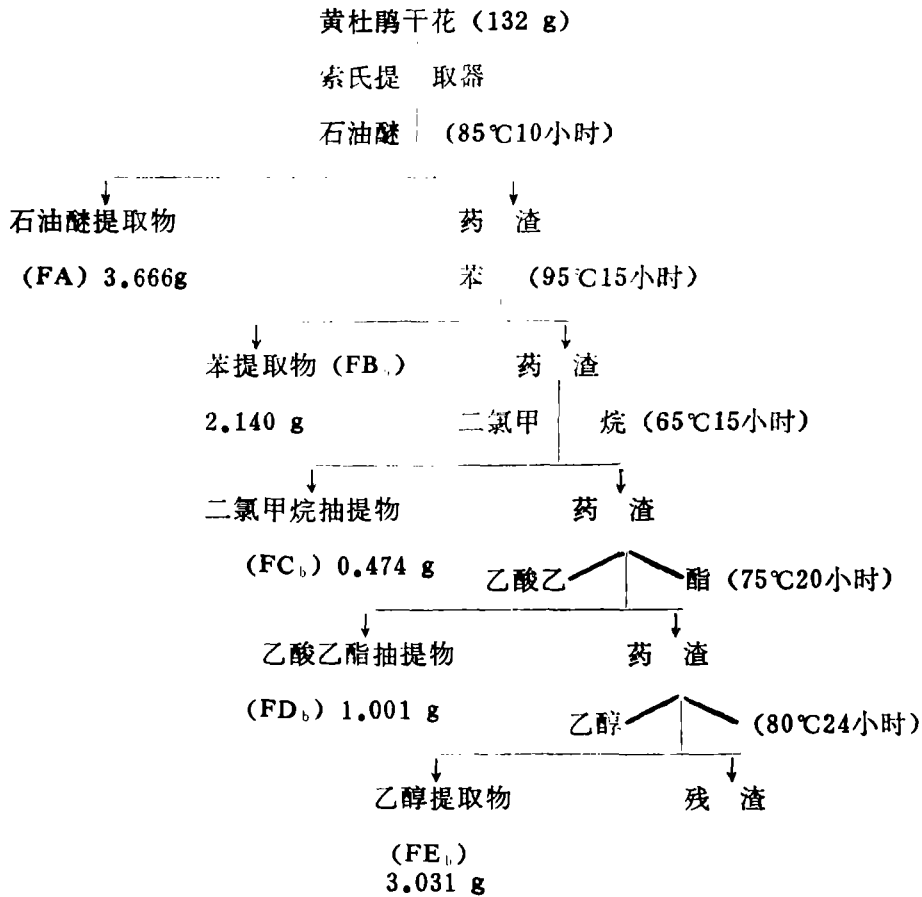 黄杜鹃干花 (132 g)
索氏提 取器
石油醚 (85℃10小时)
石油醚提取物 药 渣
(FA) 3.666g 苯 (95℃15小时)
苯提取物 (FBb) 药 渣
2.140 g 二氯甲 烷 (65℃15小时)
二氯甲烷抽提物 药 渣
(FCb) 0.474 g 乙酸乙 酯 (75℃20小时)
乙酸乙酯抽提物 药 渣
(FDb) 1.001 g 乙醇 (80℃24小时)
乙醇提取物 残 渣
(FEb)
3.031 g